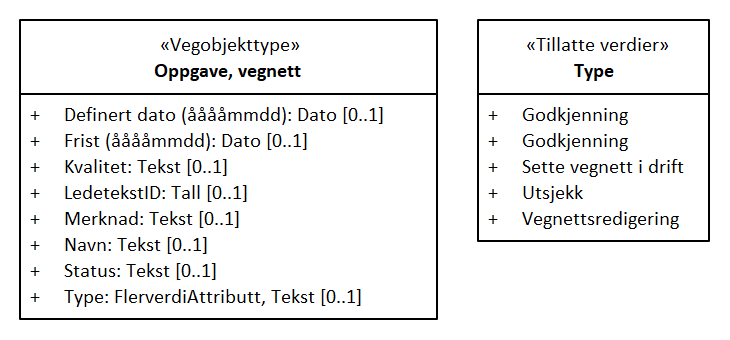 «Vegobjekttype»
Oppgave, vegnett
+ Definert dato (ååååmmdd): Dato [0..1]
+ Frist (ååååmmdd): Dato [0..1]
+ Kvalitet: Tekst [0..1]
+ LedetekstID: Tall [0..1]
+ Merknad: Tekst [0..1]
+ Navn: Tekst [0..1]
+ Status: Tekst [0..1]
+ Type: FlerverdiAttributt, Tekst [0..1]
«Tillatte verdier»
Type
+ Godkjenning
+ Godkjenning
+ Sette vegnett i drift
+ Utsjekk
+ Vegnettsredigering